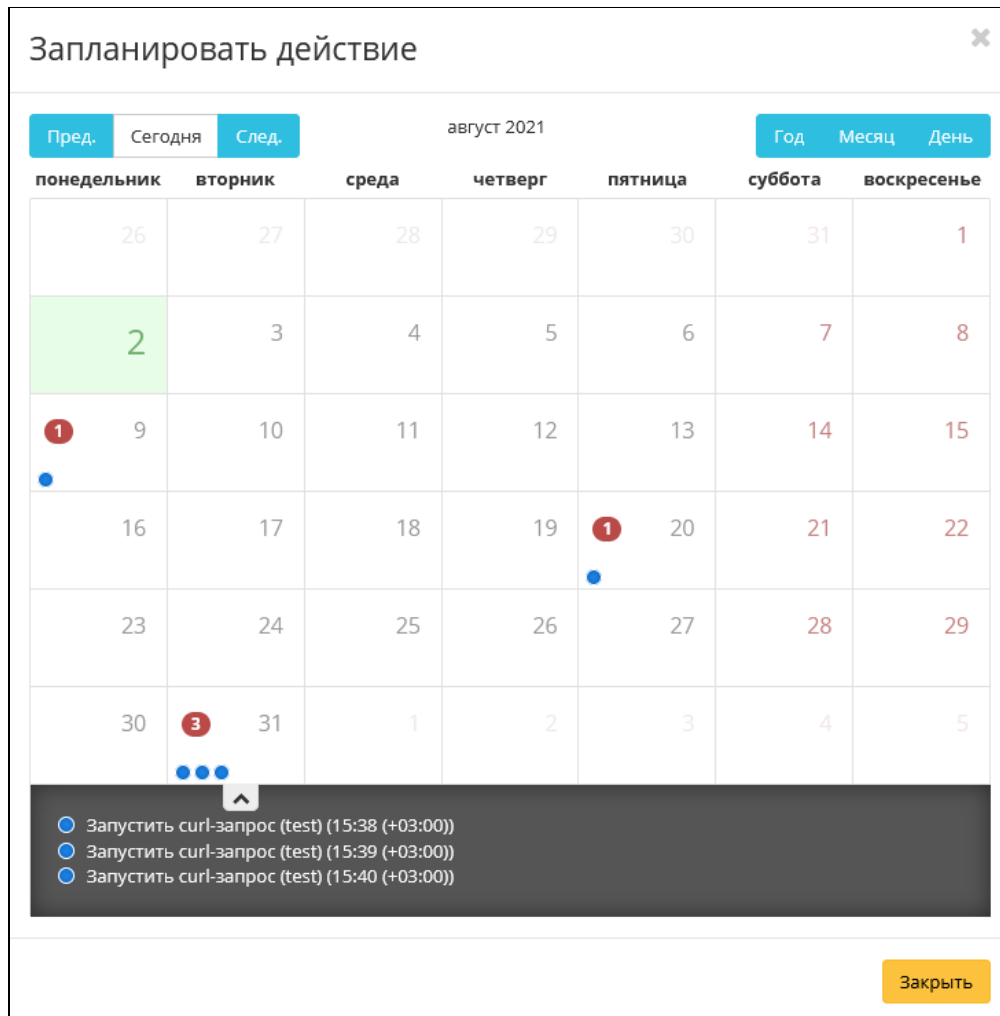 Запланировать действие ×
Пред. Сегодня След. август 2021 Год Месяц День
понедельник вторник среда четверг пятница суббота воскресенье
26 27 28 29 30 31 1
2 3 4 5 6 7 8
1 9 10 11 12 13 14 15
16 17 18 19 1 20 21 22
23 24 25 26 27 28 29
30 3 31 1 2 3 4 5
Запустить curl-запрос (test) (15:38 (+03:00))
Запустить curl-запрос (test) (15:39 (+03:00))
Запустить curl-запрос (test) (15:40 (+03:00))
Закрыть